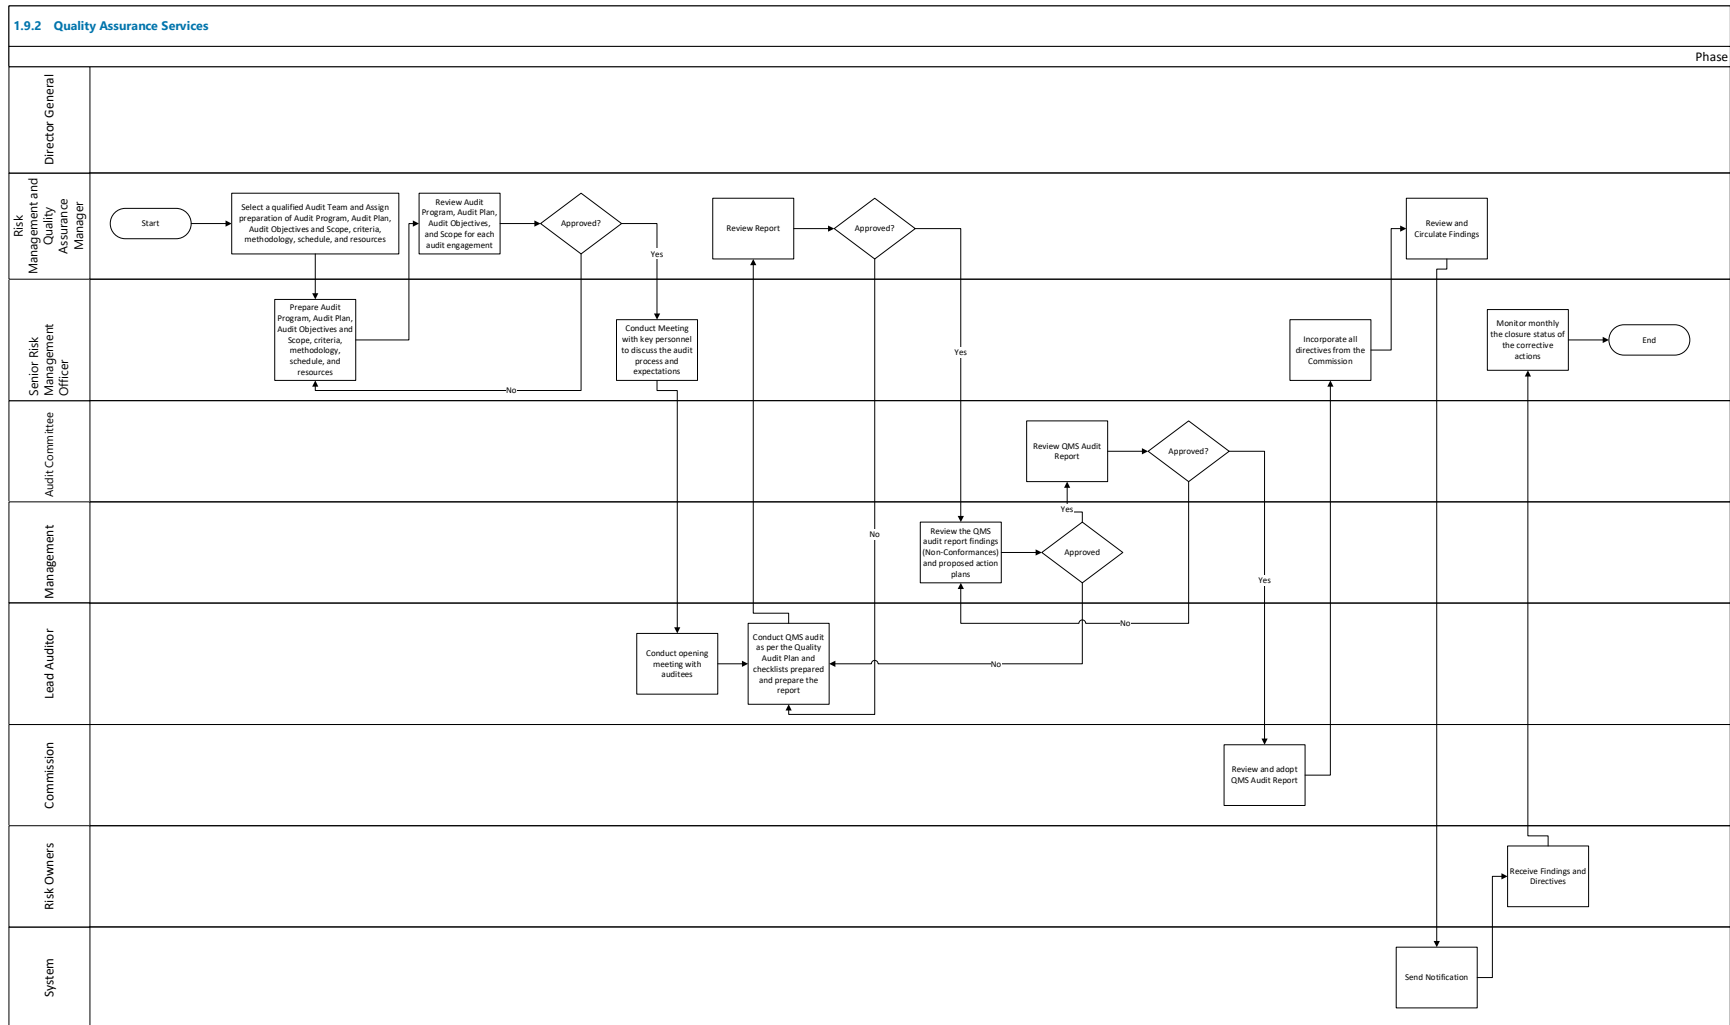 1.9.2 Quality Assurance Services
Phase
Director General
Risk
Management and
Quality
Assurance
Manager
Start
Select a qualified Audit Team and Assign
preparation of Audit Program, Audit Plan,
Audit Objectives and Scope, criteria,
methodology, schedule, and resources
Review Audit
Program, Audit Plan,
Audit Objectives,
and Scope for each
audit engagement
Approved?
Yes
No
Review Report
Approved?
Yes
No
Review and
Circulate Findings
Senior Risk
Management
Officer
Prepare Audit
Program, Audit Plan,
Audit Objectives and
Scope, criteria,
methodology,
schedule, and
resources
Conduct Meeting
with key personnel
to discuss the audit
process and
expectations
Incorporate all
directives from the
Commission
Monitor monthly
the closure status of
the corrective
actions
End
Audit Committee
Review QMS Audit
Report
Approved?
Yes
No
Management
Review the QMS
audit report findings
(Non-Conformances)
and proposed action
plans
Approved
Yes
No
Lead Auditor
Conduct opening
meeting with
auditees
Conduct QMS audit
as per the Quality
Audit Plan and
checklists prepared
and prepare the
report
Commission
Review and adopt
QMS Audit Report
Risk Owners
Receive Findings and
Directives
System
Send Notification